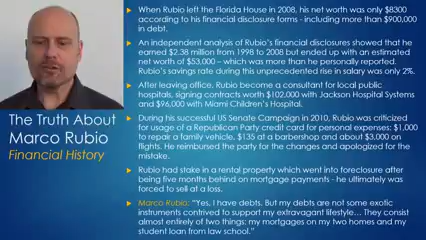 When Rubio left the Florida House in 2008, his net worth was only $8300
according to his financial disclosure forms - including more than $900,000
in debt.
An independent analysis of Rubio's financial disclosures showed that he
earned $2.38 million from 1998 to 2008 but ended up with an estimated
net worth of $53,000 – which was more than he personally reported.
Rubio's savings rate during this unprecedented rise in salary was only 2%.
After leaving office, Rubio become a consultant for local public
hospitals, signing contracts worth $102,000 with Jackson Hospital Systems
and $96,000 with Miami Children's Hospital.
During his successful US Senate Campaign in 2010, Rubio was criticized
for usage of a Republican Party credit card for personal expenses; $1,000
to repair a family vehicle, $135 at a barbershop and about $3,000 on
flights. He reimbursed the party for the changes and apologized for the
mistake.
Rubio had stake in a rental property which went into foreclosure after
being five months behind on mortgage payments - he ultimately was
forced to sell at a loss.
Marco Rubio: "Yes, I have debts. But my debts are not some exotic
instruments contrived to support my extravagant lifestyle... They consist
almost entirely of two things: my mortgages on my two homes and my
student loan from law school."
The Truth About
Marco Rubio
Financial History